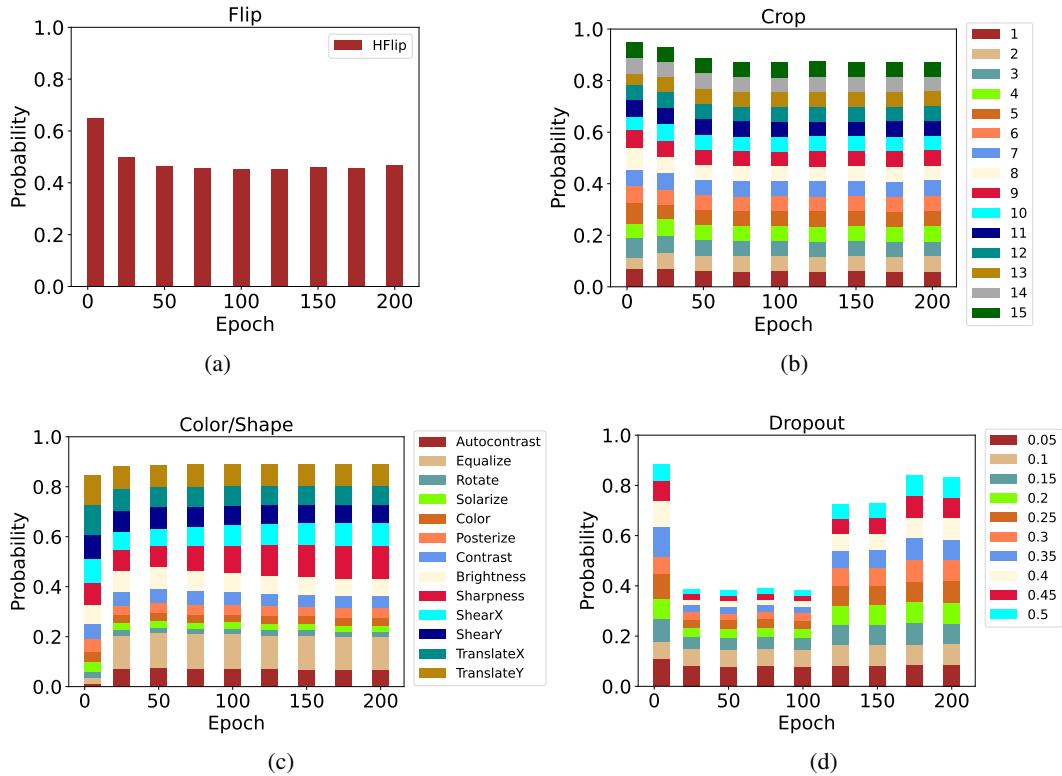 Flip
Probability
1.0
0.8
0.6
0.4
0.2
0.0
HFlip
0 50 100 150 200
Epoch
(a)
Crop
Probability
1.0
0.8
0.6
0.4
0.2
0.0
0 50 100 150 200
Epoch
1
2
3
4
5
6
7
8
9
10
11
12
13
14
15
(b)
Color/Shape
Probability
1.0
0.8
0.6
0.4
0.2
0.0
0 50 100 150 200
Epoch
Autocontrast
Equalize
Rotate
Solarize
Color
Posterize
Contrast
Brightness
Sharpness
ShearX
ShearY
TranslateX
TranslateY
(c)
Dropout
Probability
1.0
0.8
0.6
0.4
0.2
0.0
0 50 100 150 200
Epoch
0.05
0.1
0.15
0.2
0.25
0.3
0.35
0.4
0.45
0.5
(d)